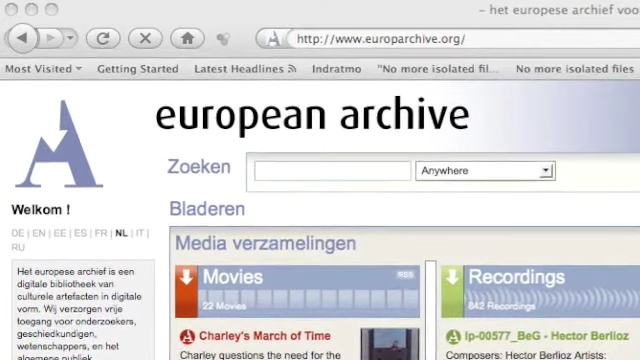 – het europese archief voo
http://www.europarchive.org/
Most Visited Getting Started Latest Headlines Indratmo "No more isolated fil... No more isolated files
european archive
Zoeken Anywhere
Welkom !
DE | EN | EE | ES | FR | NL | IT |
RU
Het europese archief is een
digitale bibliotheek van
culturele artefacten in digitale
vorm. Wij verzorgen vrije
toegang voor onderzoekers,
geschiedkundigen,
wetenschappers, en het
algemene publiek
Bladeren
Media verzamelingen
Movies RSS
22 Movies
Charley's March of Time
Charley questions the need for the
Recordings
842 Recordings
lp-00577_BeG - Hector Berlioz
Composers: Hector Berlioz Artists: